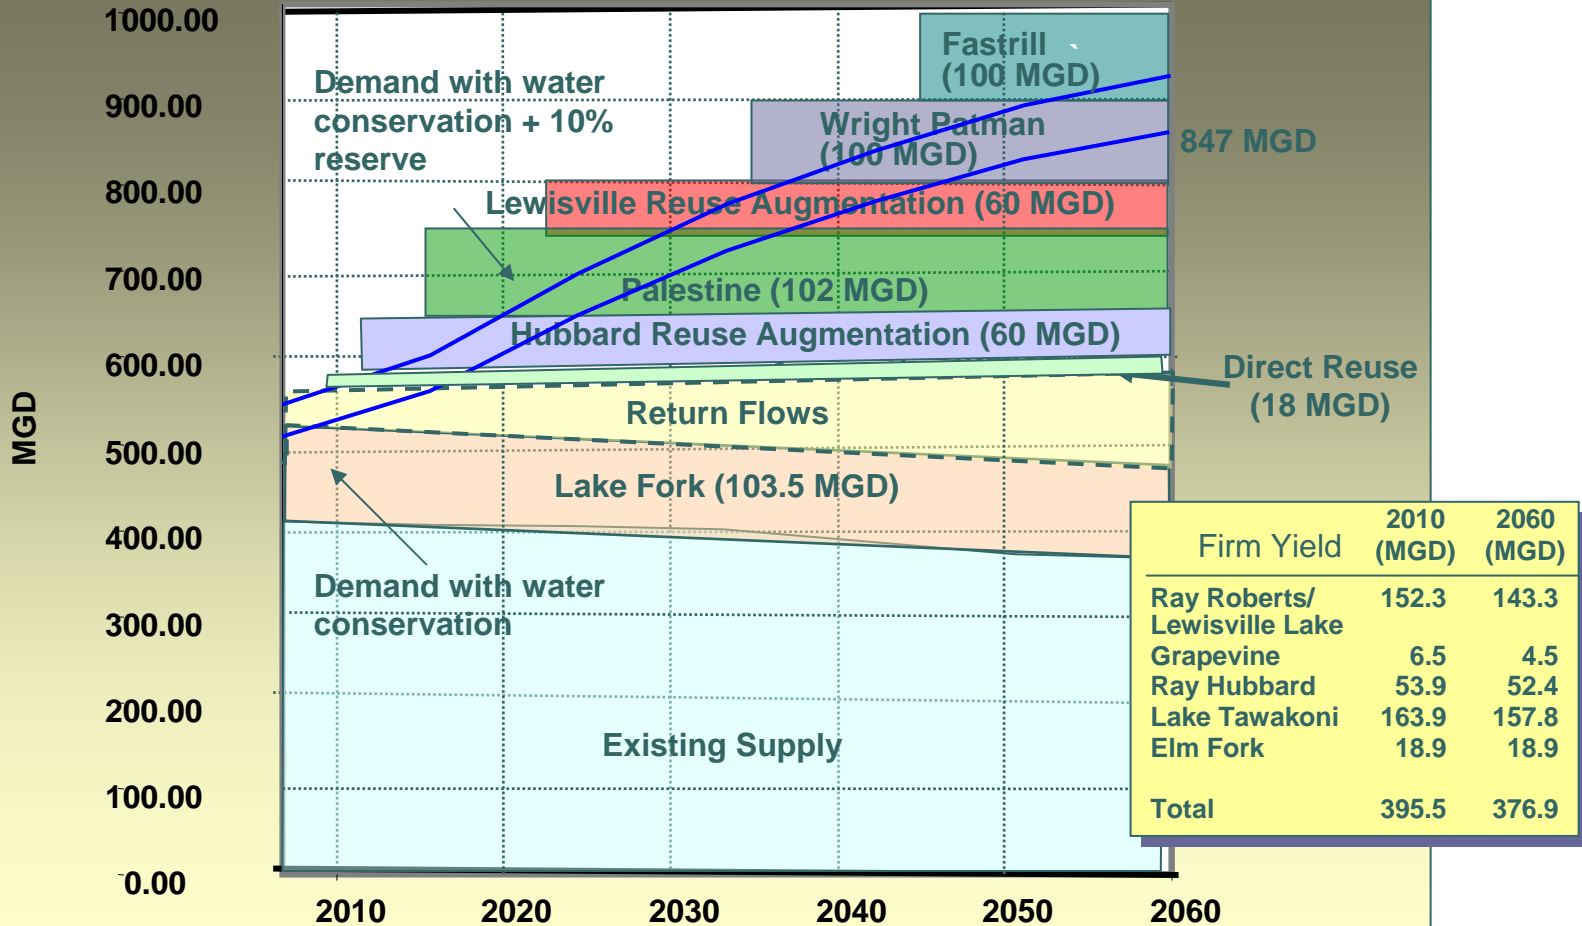 1000.00
900.00
800.00
700.00
600.00
500.00
400.00
300.00
200.00
100.00
0.00
MGD
2010
2020
2030
2040
2050
2060
Demand with water
conservation + 10%
reserve
Fastrill
(100 MGD)
Wright Patman
(100 MGD)
847 MGD
Lewisville Reuse Augmentation (60 MGD)
Palestine (102 MGD)
Hubbard Reuse Augmentation (60 MGD)
Direct Reuse
(18 MGD)
Return Flows
Lake Fork (103.5 MGD)
Demand with water
conservation
Existing Supply
2010 2060
Firm Yield (MGD) (MGD)
Ray Roberts/ 152.3 143.3
Lewisville Lake
Grapevine 6.5 4.5
Ray Hubbard 53.9 52.4
Lake Tawakoni 163.9 157.8
Elm Fork 18.9 18.9
Total 395.5 376.9